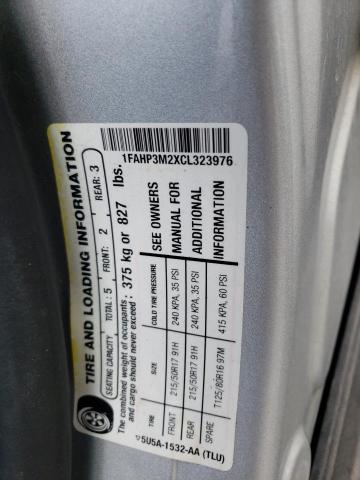 TIRE AND LOADING INFORMATION
SEATING CAPACITY TOTAL: 5 FRONT: 2 REAR: 3
The combined weight of occupants and cargo should never exceed: 375 kg or 827 lbs.
TIRE SIZE COLD TIRE PRESSURE
FRONT 215/50R17 91H 240 KPA, 35 PSI
REAR 215/50R17 91H 240 KPA, 35 PSI
SPARE T125/80R16 97M 415 KPA, 60 PSI
SEE OWNERS
MANUAL FOR
ADDITIONAL
INFORMATION
5U5A-1532-AA (TLU)
1FAHP3M2XCL323976